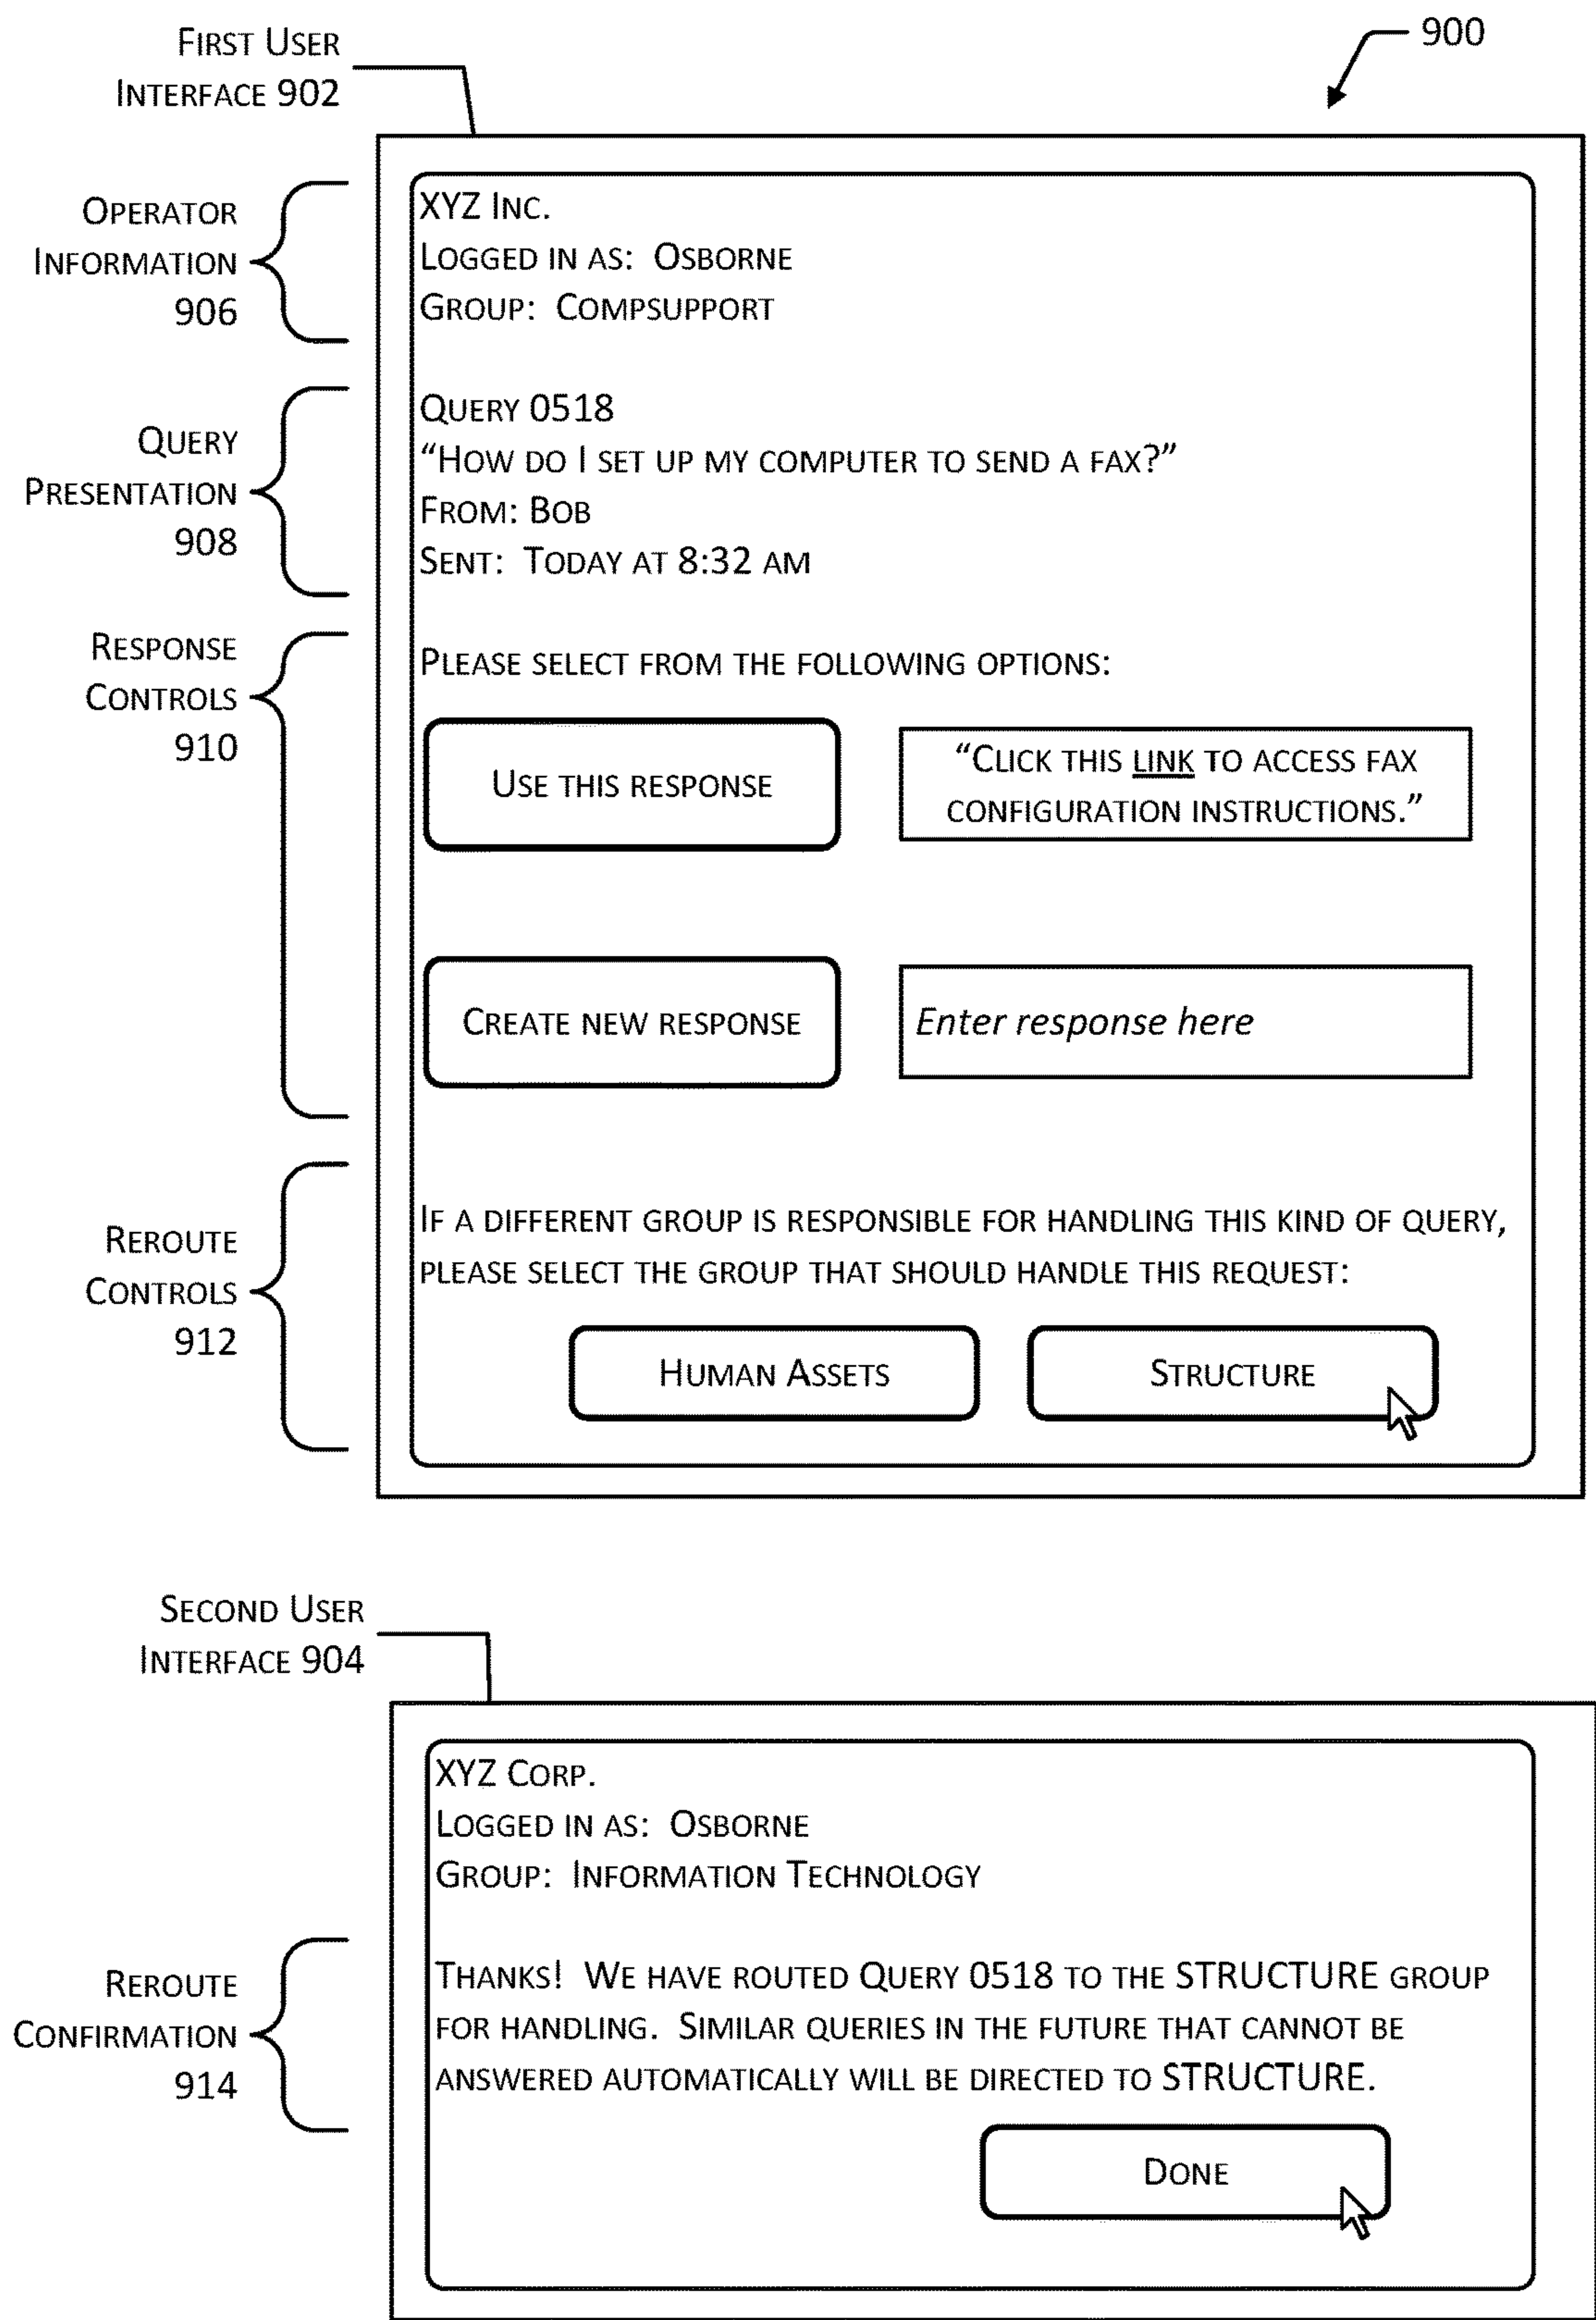 900
First User
Interface 902
Operator
Information
906
XYZ Inc.
Logged in as: Osborne
Group: Compsupport
Query
Presentation
908
Query 0518
“How do I set up my computer to send a fax?”
From: Bob
Sent: Today at 8:32 am
Response
Controls
910
Please select from the following options:
Use this response
“Click this link to access fax
configuration instructions.”
Create new response
Enter response here
Reroute
Controls
912
If a different group is responsible for handling this kind of query,
please select the group that should handle this request:
Human Assets
Structure
Second User
Interface 904
XYZ Corp.
Logged in as: Osborne
Group: Information Technology
Reroute
Confirmation
914
Thanks! We have routed Query 0518 to the STRUCTURE group
for handling. Similar queries in the future that cannot be
answered automatically will be directed to STRUCTURE.
Done